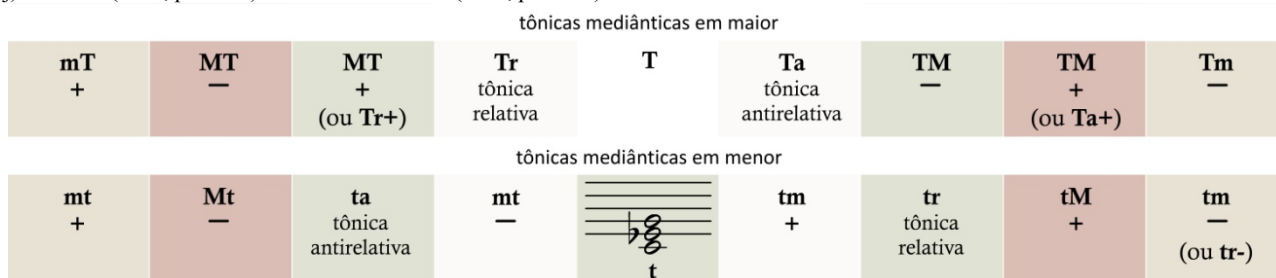 tônicas mediânticas em maior
mT MT MT Tr T Ta TM TM Tm
+ — + tônica tônica — + —
(ou Tr+) relativa antirelativa (ou Ta+)
tônicas mediânticas em menor
mt Mt ta mt tm tr tM tm
+ — tônica — + tônica + —
antirelativa relativa (ou tr-)
t